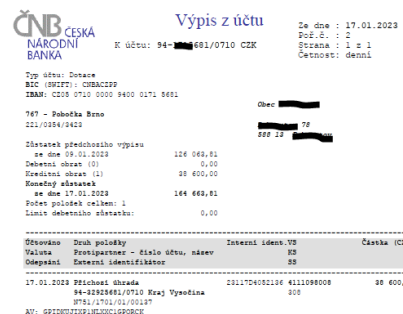 ČNB ČESKÁ
NÁRODNÍ
BANKA
Výpis z účtu
K účtu: 94- 5681/0710 CZK
Ze dne : 17.01.2023
Poř.č. : 2
Strana : 1 z 1
Četnost: denní
Typ účtu: Dotace
BIC (SWIFT): CNBACZPP
IBAN: CZ05 0710 0000 9400 0171 5681
Obec
767 - Pobočka Brno
221/0354/3423
78
588 13
Zůstatek předchozího výpisu
ze dne 09.01.2023 126 063,81
Debetní obrat (0) 0,00
Kreditní obrat (1) 38 600,00
Konečný zůstatek
ze dne 17.01.2023 164 663,81
Počet položek celkem: 1
Limit debetního zůstatku: 0,00
Účtováno Druh položky Interní ident. VS Částka (CZ
Valuta Protipartner - číslo účtu, název KS
Odepsání Externí identifikátor SS
17.01.2023 Příchozí úhrada 23117D4052136 4111098008 38 600,
94-32925681/0710 Kraj Vysočina 308
N751/1701/01/00137
AV: